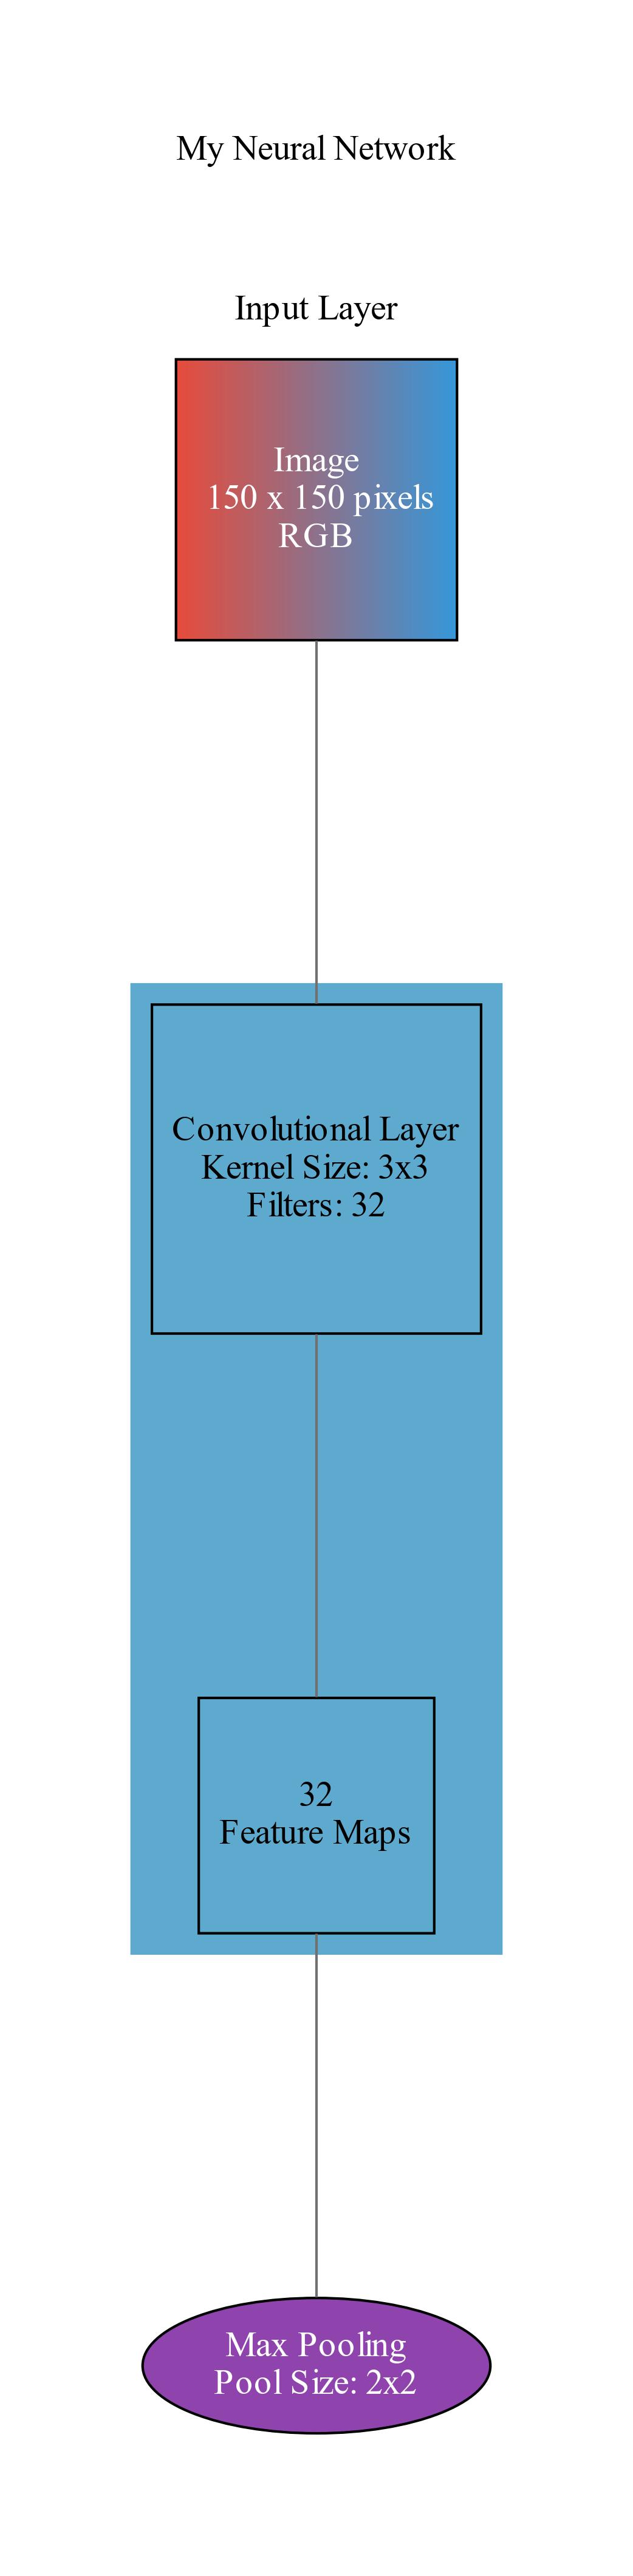 My Neural Network
Input Layer
Image
150 x 150 pixels
RGB
Convolutional Layer
Kernel Size: 3x3
Filters: 32
32
Feature Maps
Max Pooling
Pool Size: 2x2